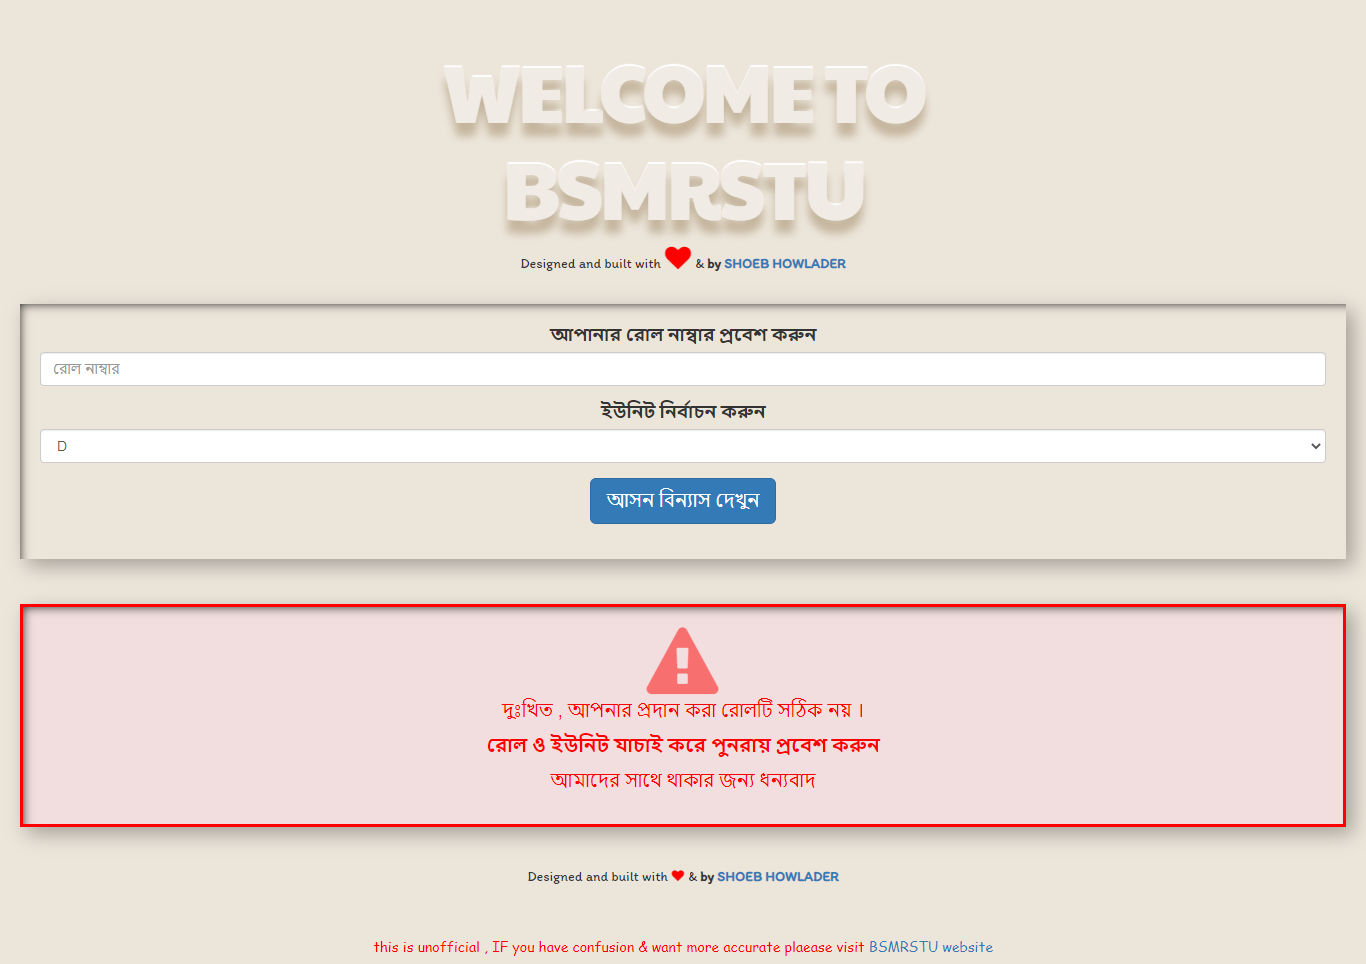 WELCOME TO
BSMRSTU
Designed and built with & by SHOEB HOWLADER
আপানার রোল নাম্বার প্রবেশ করুন
রোল নাম্বার
ইউনিট নির্বাচন করুন
D
আসন বিন্যাস দেখুন
দুঃখিত , আপনার প্রদান করা রোলটি সঠিক নয় ।
রোল ও ইউনিট যাচাই করে পুনরায় প্রবেশ করুন
আমাদের সাথে থাকার জন্য ধন্যবাদ
Designed and built with & by SHOEB HOWLADER
this is unofficial , IF you have confusion & want more accurate plaease visit BSMRSTU website